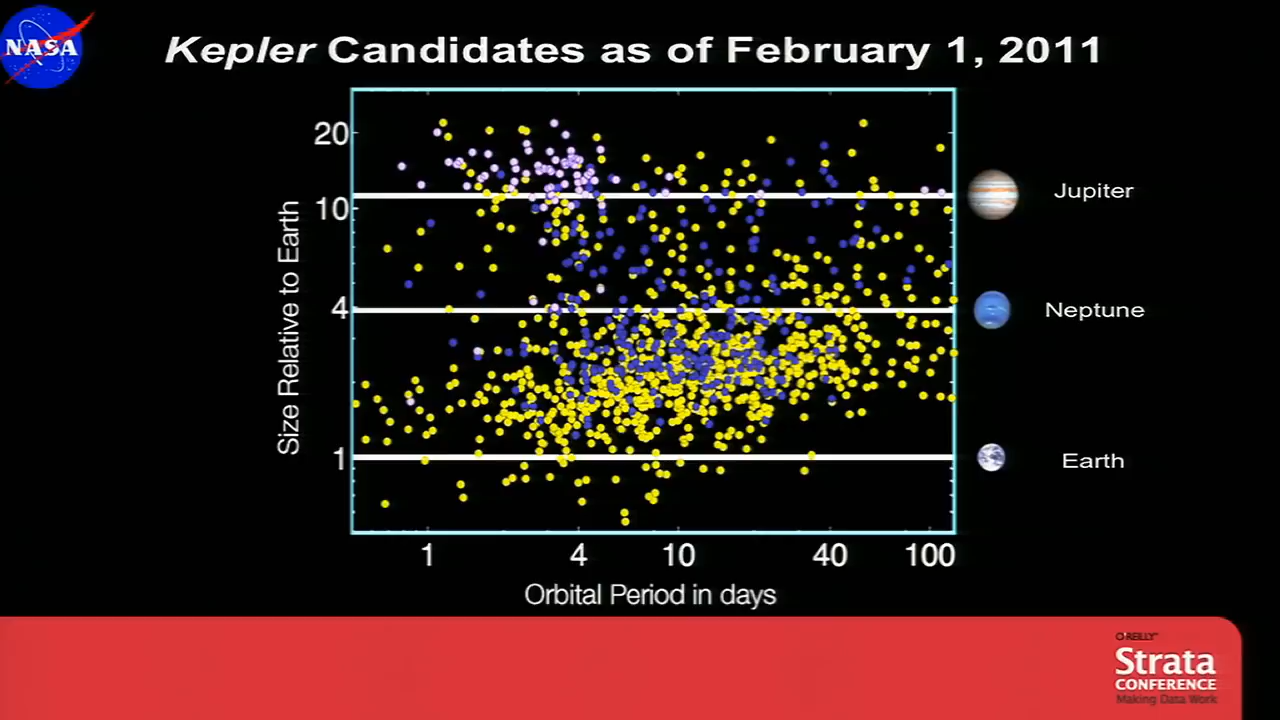 NASA
Kepler Candidates as of February 1, 2011
20
10
4
1
Size Relative to Earth
Jupiter
Neptune
Earth
1 4 10 40 100
Orbital Period in days
O'REILLY
Strata
CONFERENCE
Making Data Work